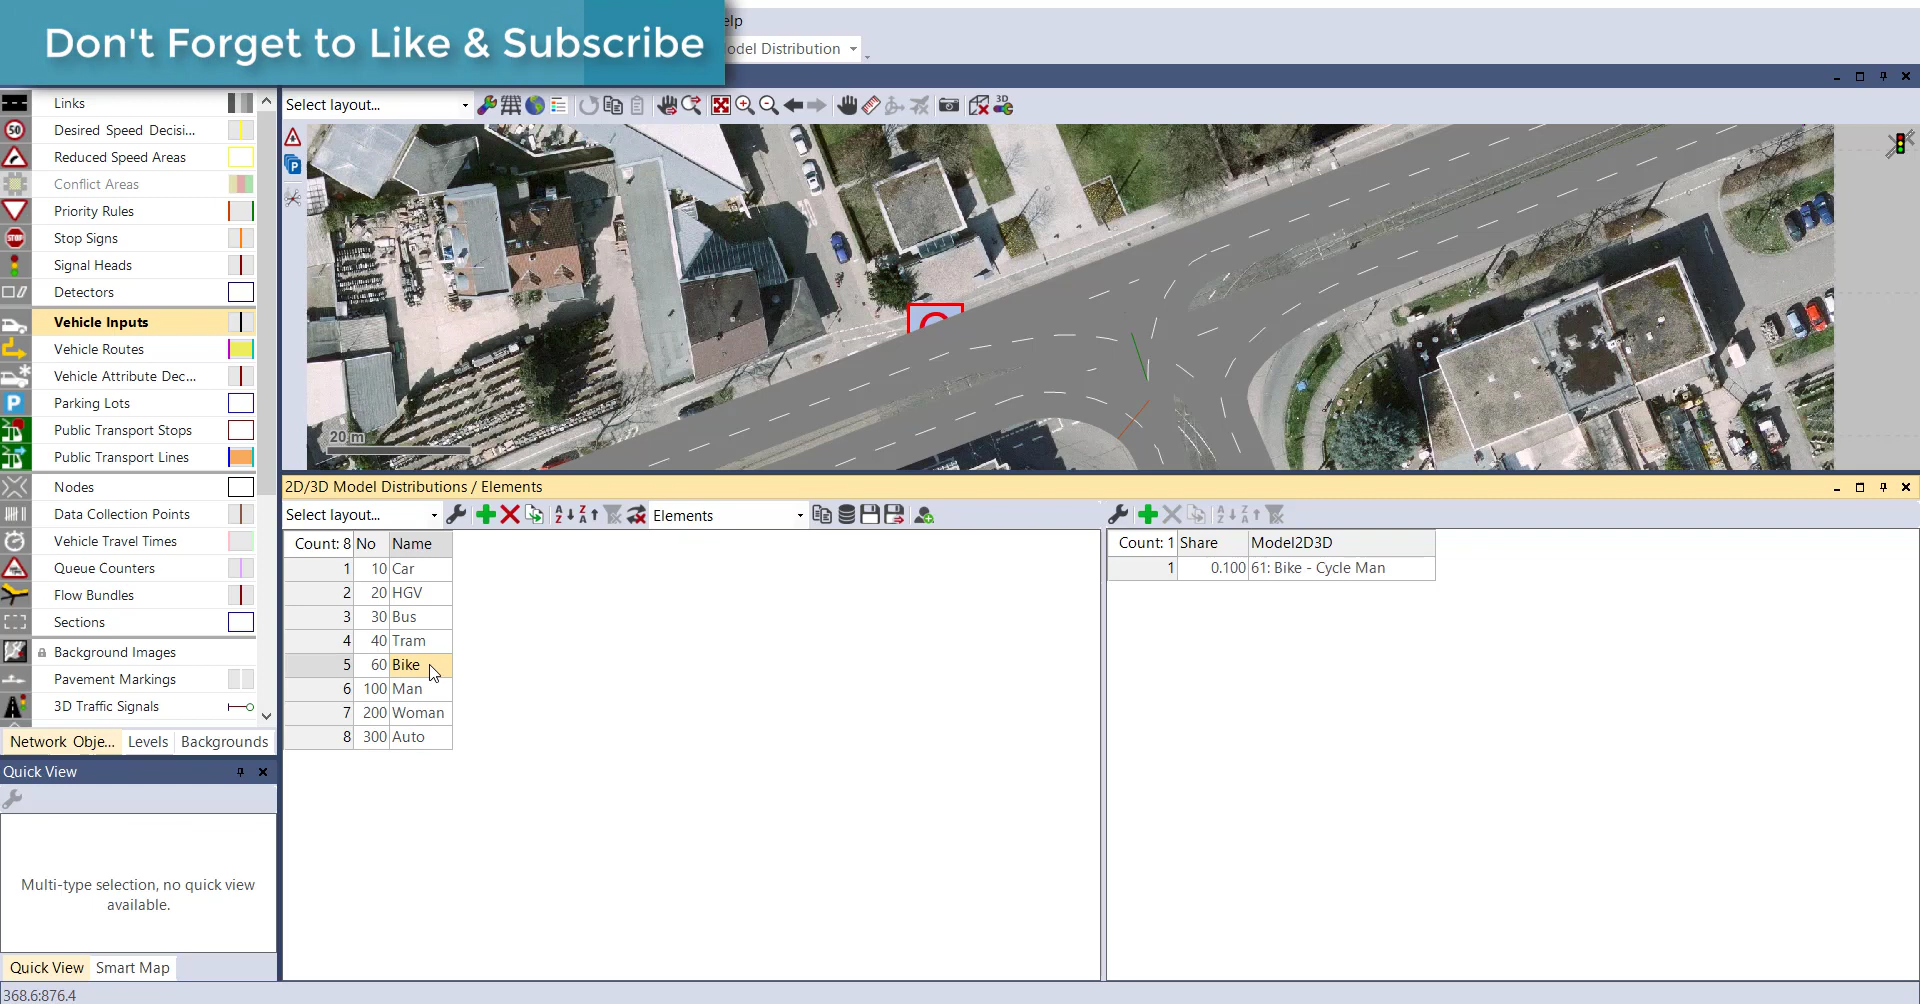 Don't Forget to Like & Subscribe
elp
odel Distribution
Links
Desired Speed Decisi...
Reduced Speed Areas
Conflict Areas
Priority Rules
Stop Signs
Signal Heads
Detectors
Vehicle Inputs
Vehicle Routes
Vehicle Attribute Dec...
Parking Lots
Public Transport Stops
Public Transport Lines
Nodes
Data Collection Points
Vehicle Travel Times
Queue Counters
Flow Bundles
Sections
Background Images
Pavement Markings
3D Traffic Signals
Network Obje... Levels Backgrounds
Quick View
Multi-type selection, no quick view
available.
Quick View Smart Map
368.6:876.4
Select layout...
3D
50
STOP
P
P
20 m
2D/3D Model Distributions / Elements
Select layout... Elements
Count: 8 No Name
1 10 Car
2 20 HGV
3 30 Bus
4 40 Tram
5 60 Bike
6 100 Man
7 200 Woman
8 300 Auto
Count: 1 Share Model2D3D
1 0.100 61: Bike - Cycle Man